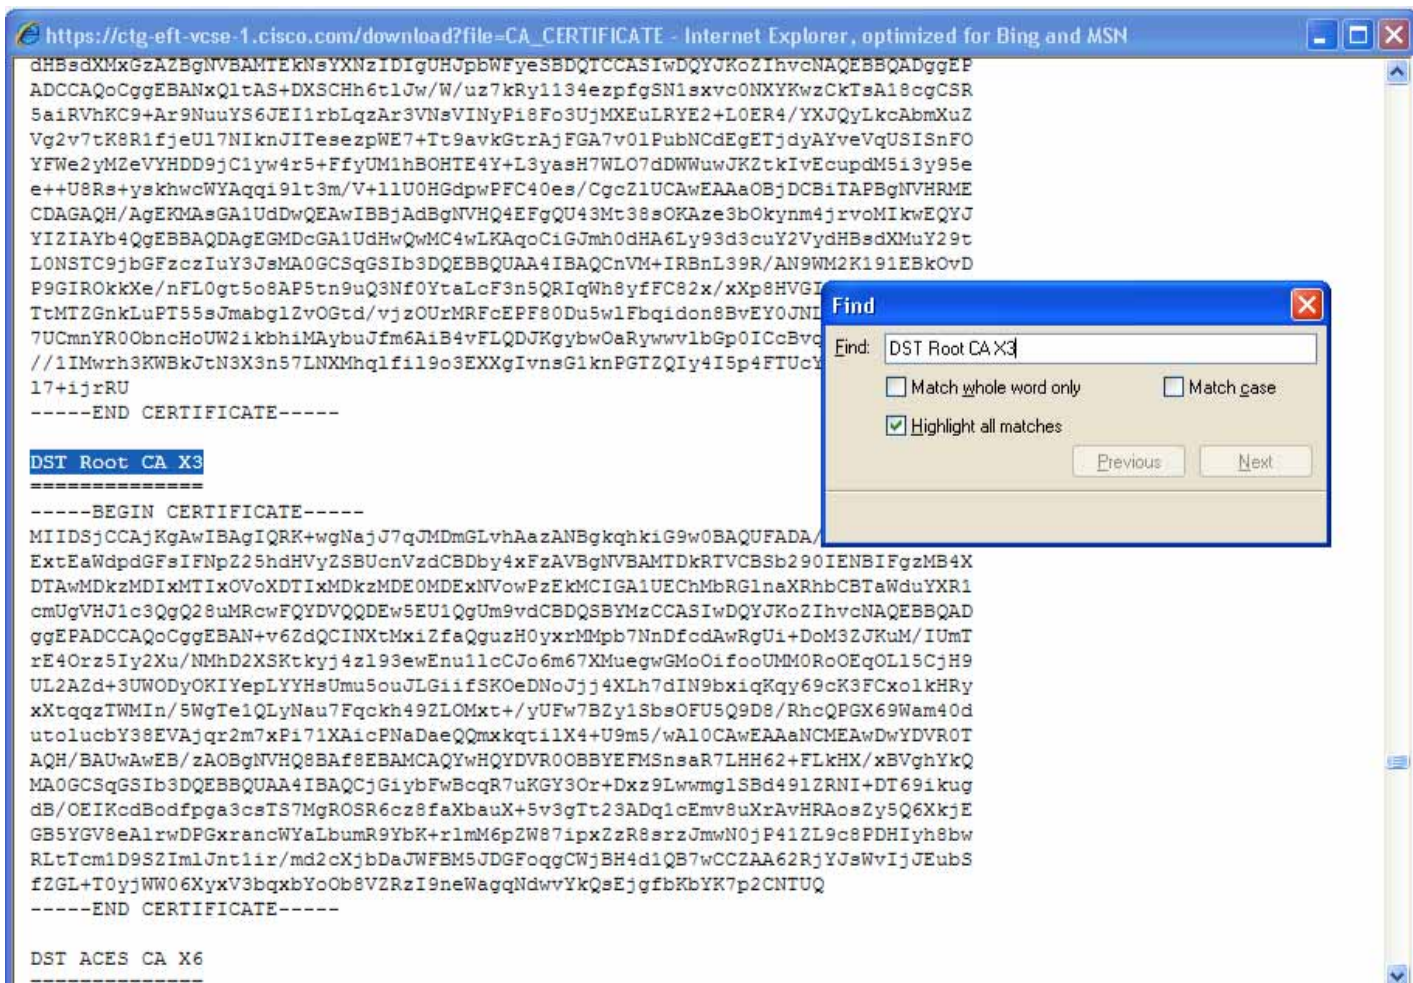 https://ctg-eft-vcse-1.cisco.com/download?file=CA_CERTIFICATE - Internet Explorer, optimized for Bing and MSN
dHBsdXMxGzAZBgNVBAMTEkNsYXNzIDIgUHJpbWFyeSBDQTCCASIwDQYJKoZIhvcNAQEBBQADggEP
ADCCAQoCggEBANxQltAS+DXSCHh6tlJw/W/uz7kRy1134ezpfgSN1sxvc0NXYKwzCkTsA18cgCSR
5aiRVhKC9+Ar9NuuYS6JEI1rbLqzAr3VNsVINyPi8Fo3UjMXEuLRYE2+L0ER4/YXJQyLkcAbmXuZ
Vg2v7tK8R1fjeUl7NIknJITesezpWE7+Tt9avkGtrAjFGA7v0lPubNCdEgETjdyAYveVqUSISnFO
YFWe2yMZeVYHDD9jC1yw4r5+FfyUM1hBOHTE4Y+L3yasH7WLO7dDWWuwJKZtkIvEcupdM5i3y95e
e++U8Rs+yskhwcWYAqqi9lt3m/V+llU0HGdpwPFC40es/CgcZlUCAwEAAaOBjDCBiTAPBgNVHRME
CDAGAQH/AgEKMAsGA1UdDwQEAwIBBjAdBgNVHQ4EFgQU43Mt38sOKAze3bOkynm4jrvoMIkwEQYJ
YIZIAYb4QgEBBAQDAgEGMDcGA1UdHwQwMC4wLKAqoCiGJmh0dHA6Ly93d3cuY2VydHBsdXMuY29t
L0NSTC9jbGFzczIuY3JsMA0GCSqGSIb3DQEBBQUAA4IBAQCnVM+IRBnL39R/AN9WM2K191EBkOvD
P9GIROkkXe/nFL0gt5o8AP5tn9uQ3Nf0YtaLcF3n5QRIqWh8yfFC82x/xXp8HVGI
TtMTZGnkLuPT55sJmabglZvOGtd/vjzOUrMRFcEPF80Du5wlFbqidon8BvEY0JNL
7UCmnYR0ObncHoUW2ikbhiMAybuJfm6AiB4vFLQDJKgybwOaRywwvlbGp0ICcBvq
//1IMwrh3KWBkJtN3X3n57LNXMhqlfil9o3EXXgIvnsG1knPGTZQIy4I5p4FTUcY
l7+ijrRU
-----END CERTIFICATE-----
DST Root CA X3
==============
-----BEGIN CERTIFICATE-----
MIIDSjCCAjKgAwIBAgIQRK+wgNajJ7qJMDmGLvhAazANBgkqhkiG9w0BAQUFADA/
ExtEaWdpdGFsIFNpZ25hdHVyZSBUcnVzdCBDby4xFzAVBgNVBAMTDkRTVCBSb290IENBIFgzMB4X
DTAwMDkzMDIxMTIxOVoXDTIxMDkzMDE0MDExNVowPzEkMCIGA1UEChMbRGlnaXRhbCBTaWduYXR1
cmUgVHJ1c3QgQ28uMRcwFQYDVQQDEw5EU1QgUm9vdCBDQSBYMzCCASIwDQYJKoZIhvcNAQEBBQAD
ggEPADCCAQoCggEBAN+v6ZdQCINXtMxiZfaQguzH0yxrMMpb7NnDfcdAwRgUi+DoM3ZJKuM/IUmT
rE4Orz5Iy2Xu/NMhD2XSKtkyj4zl93ewEnu1lcCJo6m67XMuegwGMoOifooUMM0RoOEqOLl5CjH9
UL2AZd+3UWODyOKIYepLYYHsUmu5ouJLGiifSKOeDNoJjj4XLh7dIN9bxiqKqy69cK3FCxolkHRy
xXtqqzTWMIn/5WgTe1QLyNau7Fqckh49ZLOMxt+/yUFw7BZy1SbsOFU5Q9D8/RhcQPGX69Wam40d
utolucbY38EVAjqr2m7xPi71XAicPNaDaeQQmxkqtilX4+U9m5/wAl0CAwEAAaNCMEAwDwYDVR0T
AQH/BAUwAwEB/zAOBgNVHQ8BAf8EBAMCAQYwHQYDVR0OBBYEFMSnsaR7LHH62+FLkHX/xBVghYkQ
MA0GCSqGSIb3DQEBBQUAA4IBAQCjGiybFwBcqR7uKGY3Or+Dxz9LwwmglSBd49lZRNI+DT69ikug
dB/OEIKcdBodfpga3csTS7MgROSR6cz8faXbauX+5v3gTt23ADq1cEmv8uXrAvHRAosZy5Q6XkjE
GB5YGV8eAlrwDPGxrancWYaLbumR9YbK+rlmM6pZW87ipxZzR8srzJmwN0jP41ZL9c8PDHIyh8bw
RLtTcm1D9SZImlJnt1ir/md2cXjbDaJWFBM5JDGFoqgCWjBH4d1QB7wCCZAA62RjYJsWvIjJEubS
fZGL+T0yjWW06XyxV3bqxbYoOb8VZRzI9neWagqNdwvYkQsEjgfbKbYK7p2CNTUQ
-----END CERTIFICATE-----
DST ACES CA X6
==============
Find
Find: DST Root CA X3
Match whole word only
Match case
Highlight all matches
Previous
Next